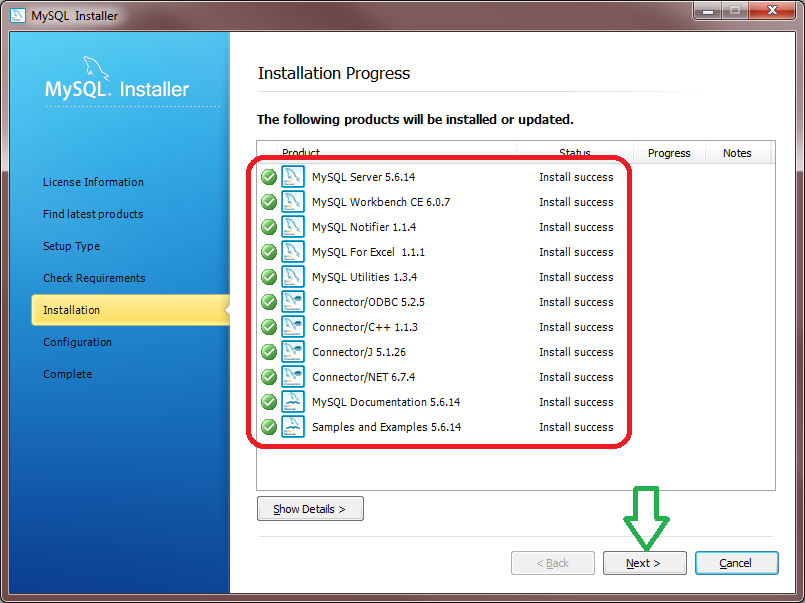 MySQL Installer
MySQL. Installer
License Information
Find latest products
Setup Type
Check Requirements
Installation
Configuration
Complete
Installation Progress
The following products will be installed or updated.
Product Status Progress Notes
MySQL Server 5.6.14 Install success
MySQL Workbench CE 6.0.7 Install success
MySQL Notifier 1.1.4 Install success
MySQL For Excel 1.1.1 Install success
MySQL Utilities 1.3.4 Install success
Connector/ODBC 5.2.5 Install success
Connector/C++ 1.1.3 Install success
Connector/J 5.1.26 Install success
Connector/NET 6.7.4 Install success
MySQL Documentation 5.6.14 Install success
Samples and Examples 5.6.14 Install success
Show Details >
< Back Next > Cancel